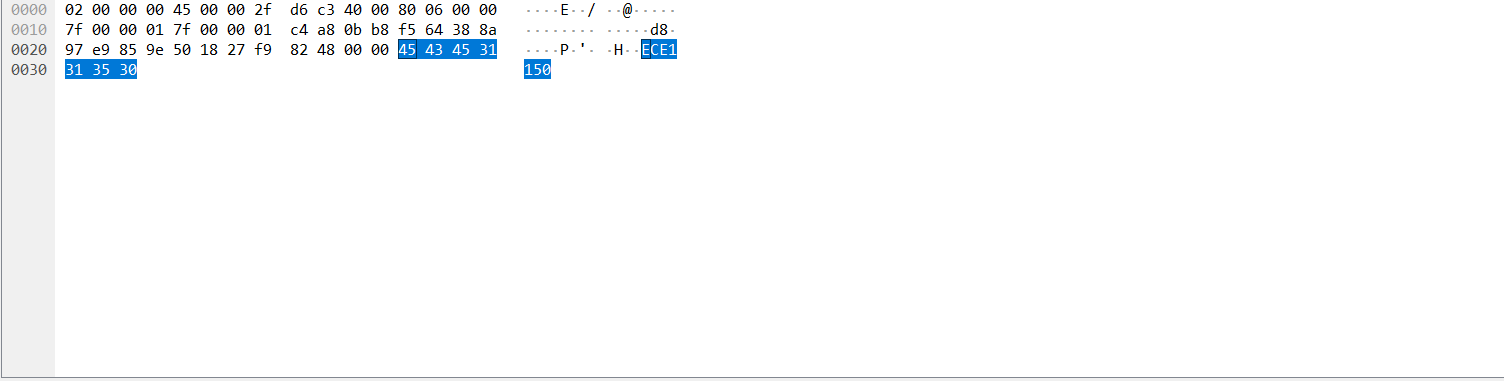 0000 02 00 00 00 45 00 00 2f d6 c3 40 00 80 06 00 00 ····E··/ ··@·····
0010 7f 00 00 01 7f 00 00 01 c4 a8 0b b8 f5 64 38 8a ········ ·····d8·
0020 97 e9 85 9e 50 18 27 f9 82 48 00 00 45 43 45 31 ····P·'· ·H··ECE1
0030 31 35 30 150